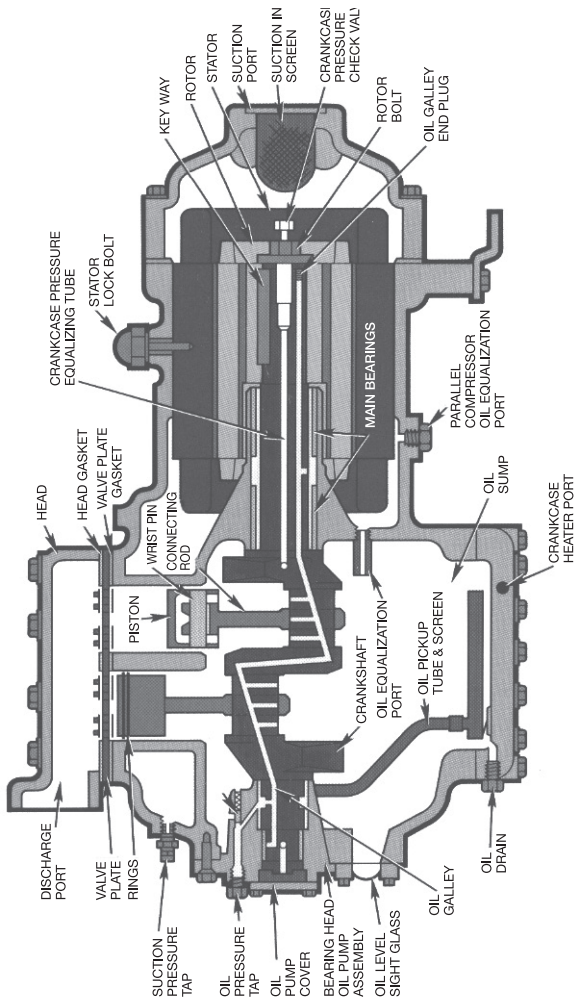 DISCHARGE
PORT
VALVE
PLATE
RINGS
SUCTION
PRESSURE
TAP
OIL
PRESSURE
TAP
OIL
PUMP
COVER
BEARING HEAD
OIL PUMP
ASSEMBLY
OIL LEVEL
SIGHT GLASS
OIL
GALLEY
OIL
DRAIN
HEAD
HEAD GASKET
VALVE PLATE
GASKET
PISTON
WRIST PIN
CONNECTING
ROD
CRANKSHAFT
OIL EQUALIZATION
PORT
OIL PICKUP
TUBE & SCREEN
OIL
SUMP
CRANKCASE
HEATER PORT
CRANKCASE PRESSURE
EQUALIZING TUBE
STATOR
LOCK BOLT
MAIN BEARINGS
PARALLEL
COMPRESSOR
OIL EQUALIZATION
PORT
KEY WAY
ROTOR
STATOR
SUCTION
PORT
SUCTION IN
SCREEN
PRESSURE
ROTOR
BOLT
OIL GALLEY
END PLUG